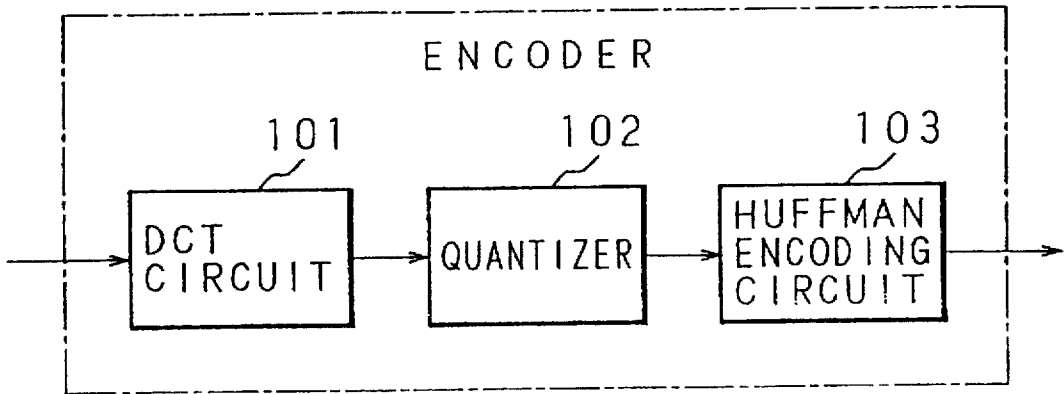 ENCODER
101
102
103
DCT
CIRCUIT
QUANTIZER
HUFFMAN
ENCODING
CIRCUIT